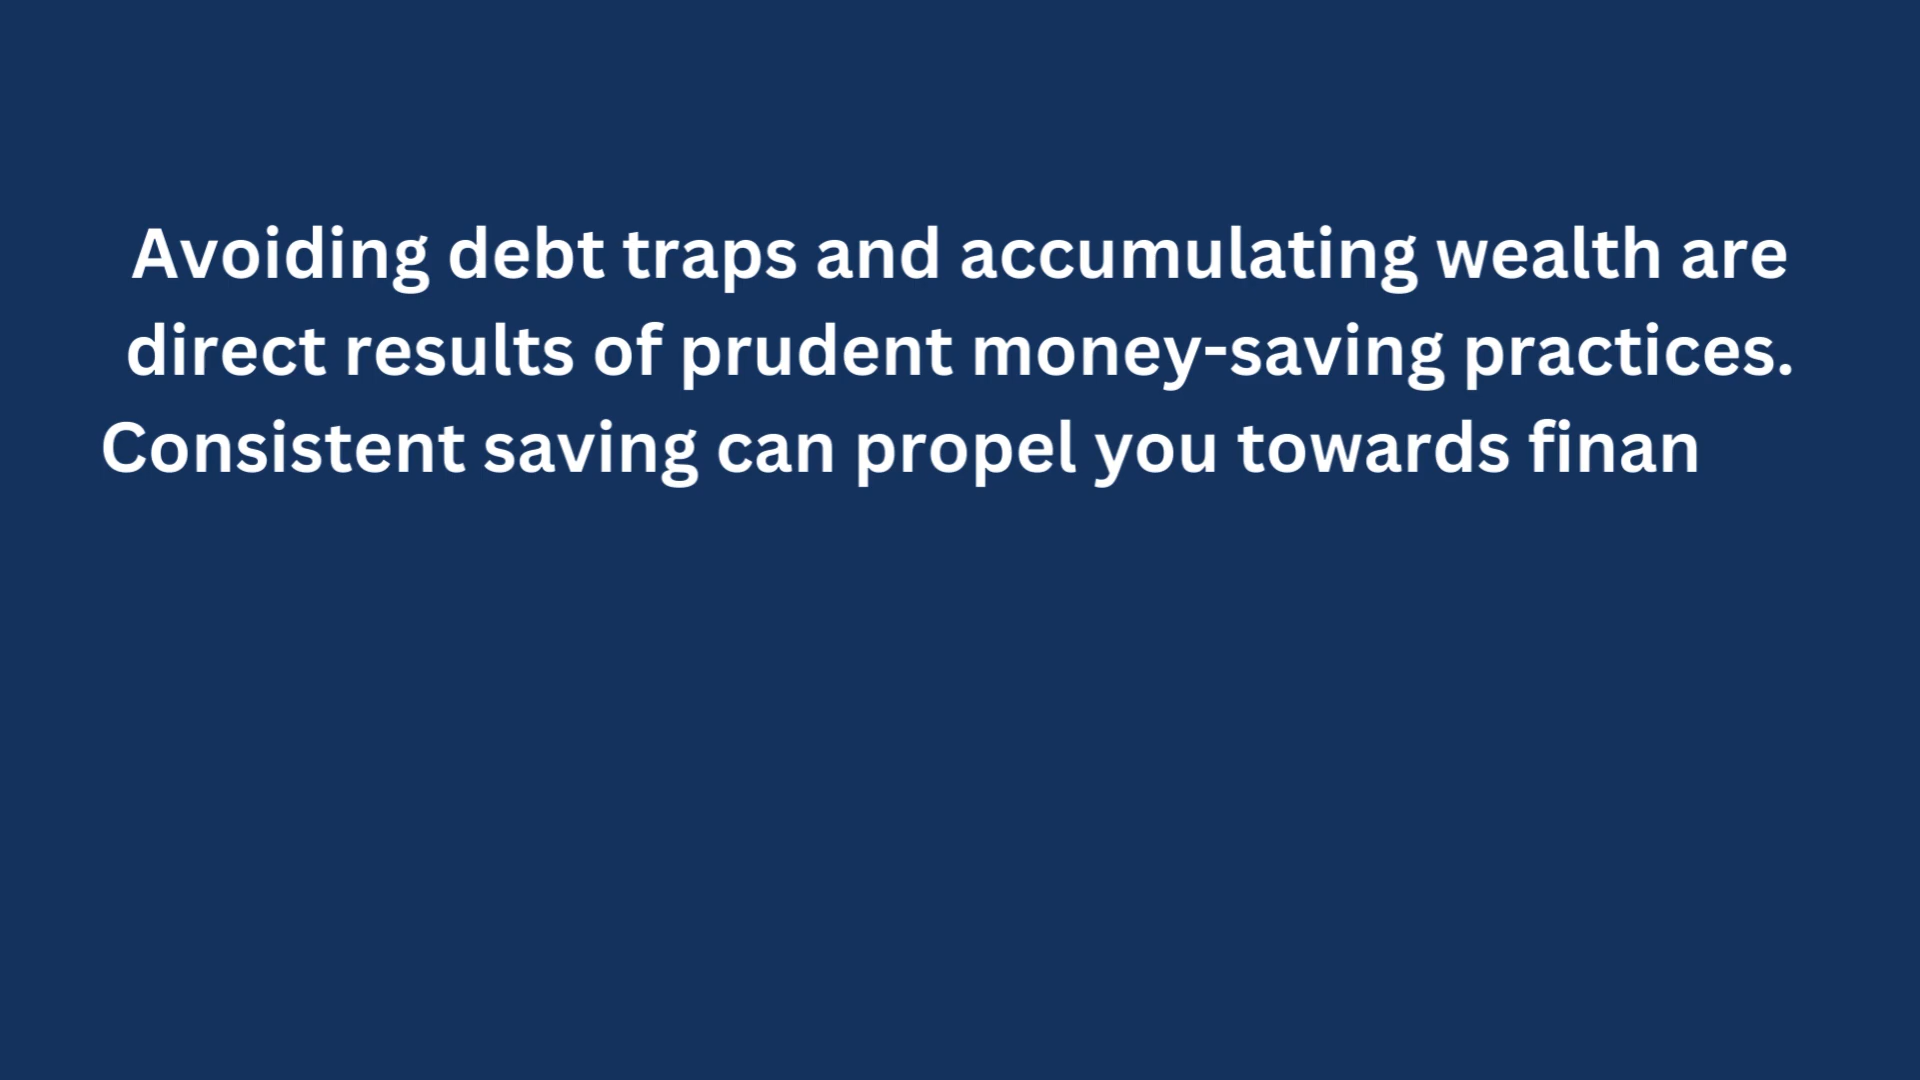 Avoiding debt traps and accumulating wealth are
direct results of prudent money-saving practices.
Consistent saving can propel you towards finan